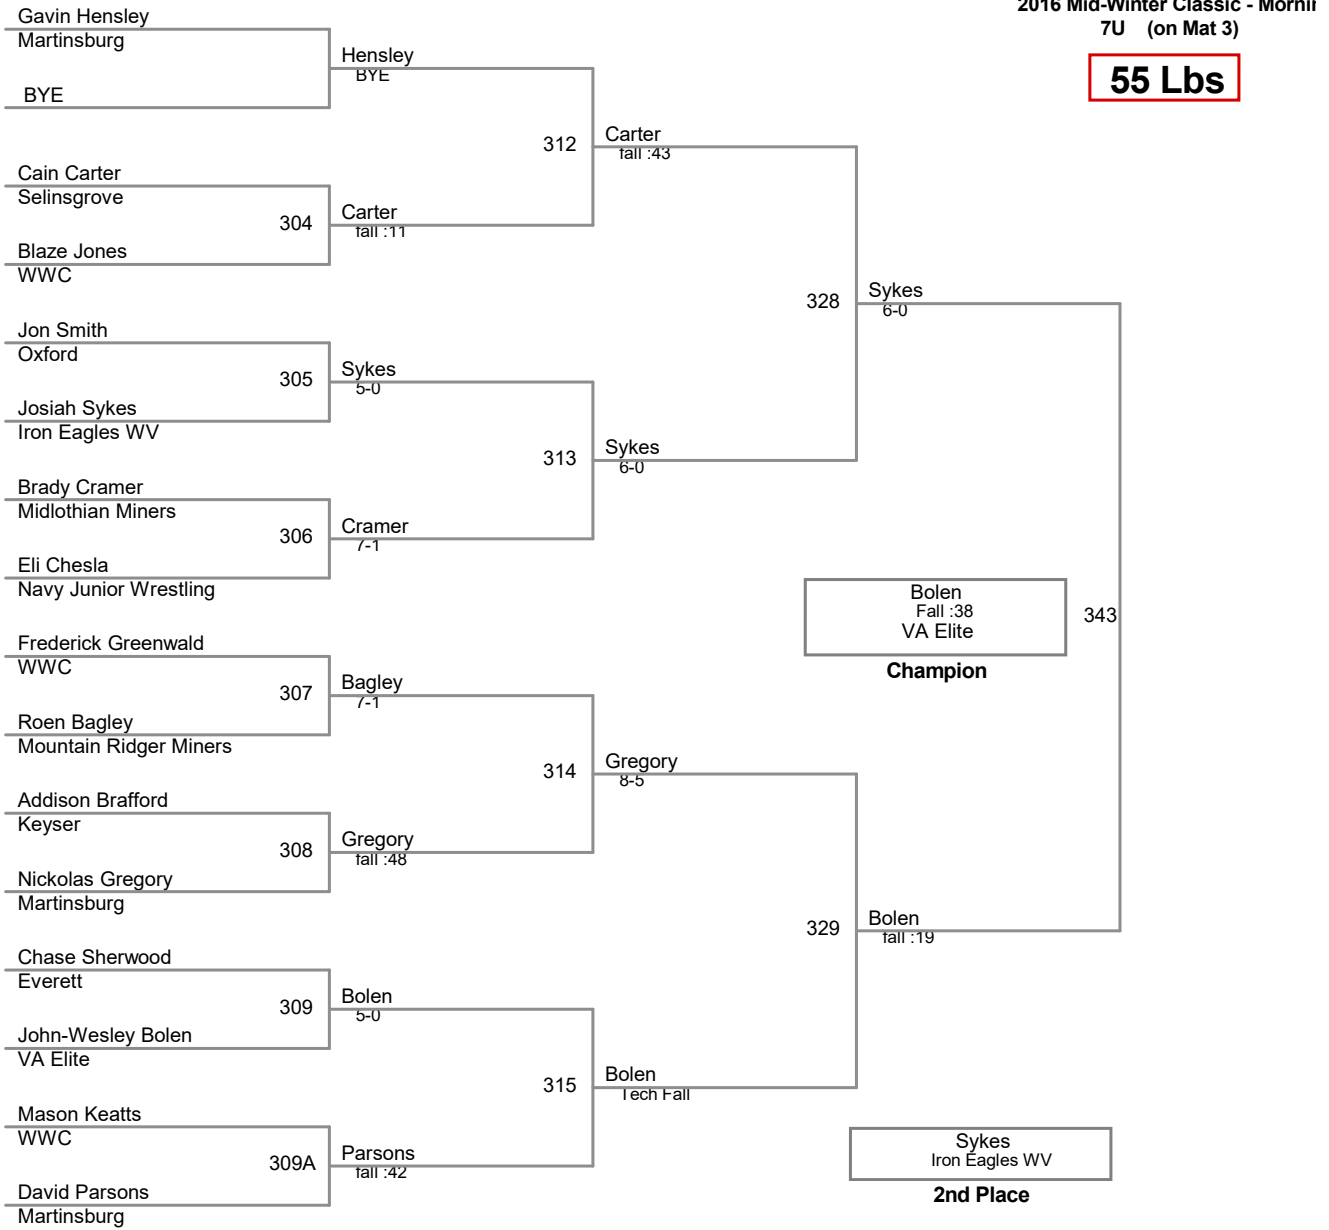 2016 Mid-Winter Classic - Mornin
7U (on Mat 3)
55 Lbs
Gavin Hensley
Martinsburg
BYE
Cain Carter
Selinsgrove
304
Blaze Jones
WWC
Jon Smith
Oxford
305
Josiah Sykes
Iron Eagles WV
Brady Cramer
Midlothian Miners
306
Eli Chesla
Navy Junior Wrestling
Frederick Greenwald
WWC
307
Roen Bagley
Mountain Ridger Miners
Addison Brafford
Keyser
308
Nickolas Gregory
Martinsburg
Chase Sherwood
Everett
309
John-Wesley Bolen
VA Elite
Mason Keatts
WWC
309A
David Parsons
Martinsburg
Hensley
BYE
312
Carter
fall :11
Sykes
5-0
313
Cramer
7-1
Bagley
7-1
314
Gregory
fall :48
Bolen
5-0
315
Parsons
fall :42
Carter
fall :43
328
Sykes
6-0
Gregory
8-5
329
Bolen
Tech Fall
Sykes
6-0
343
Bolen
fall :19
Bolen
Fall :38
VA Elite
Champion
Sykes
Iron Eagles WV
2nd Place